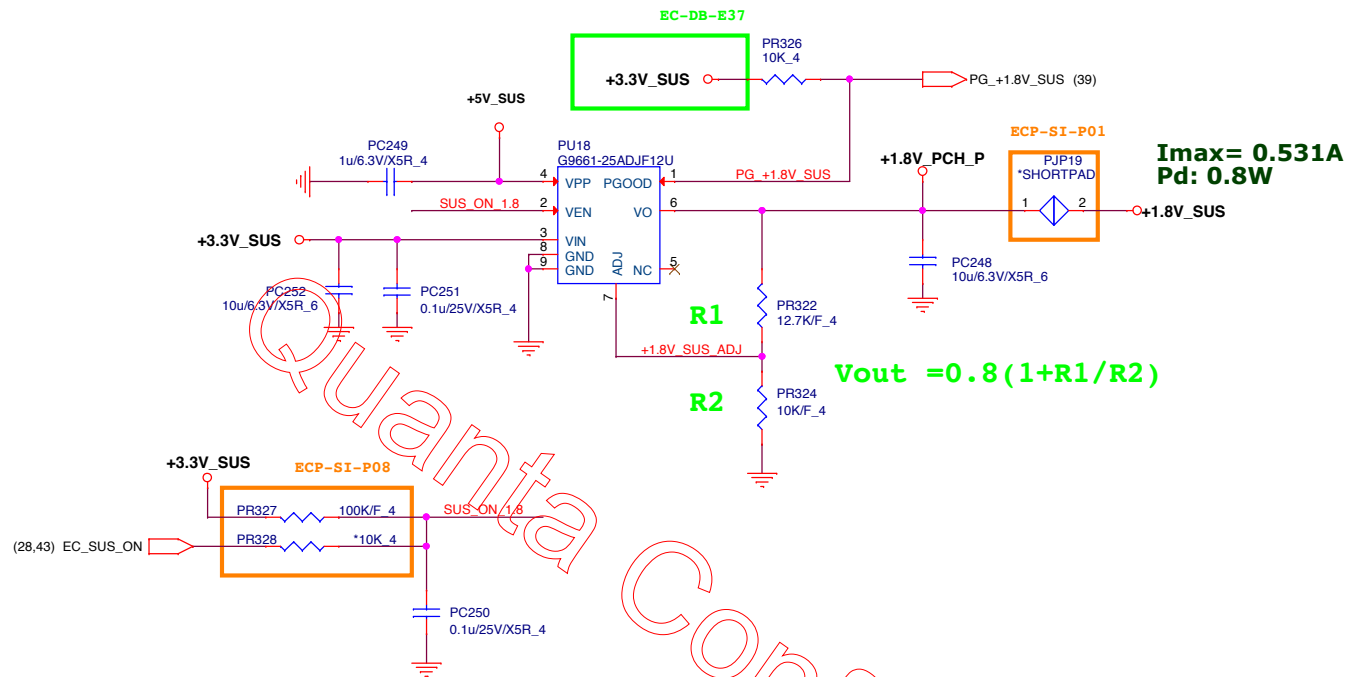 EC-DB-E37
PR326
10K_4
+3.3V_SUS
PG_+1.8V_SUS (39)
+5V_SUS
PC249
1u/6.3V/X5R_4
PU18
G9661-25ADJF12U
4 VPP PGOOD 1
PG_+1.8V_SUS
+1.8V_PCH_P
ECP-SI-P01
PJP19
*SHORTPAD
1 2
+1.8V_SUS
Imax= 0.531A
Pd: 0.8W
SUS_ON_1.8
2 VEN VO 6
+3.3V_SUS
3 VIN
8 GND
9 GND
ADJ
7
NC 5
PC252
10u/6.3V/X5R_6
PC251
0.1u/25V/X5R_4
PC248
10u/6.3V/X5R_6
R1
PR322
12.7K/F_4
+1.8V_SUS_ADJ
Vout =0.8(1+R1/R2)
R2
PR324
10K/F_4
+3.3V_SUS
ECP-SI-P08
PR327 100K/F_4
SUS_ON_1.8
(28,43) EC_SUS_ON
PR328 *10K_4
PC250
0.1u/25V/X5R_4
Quanta